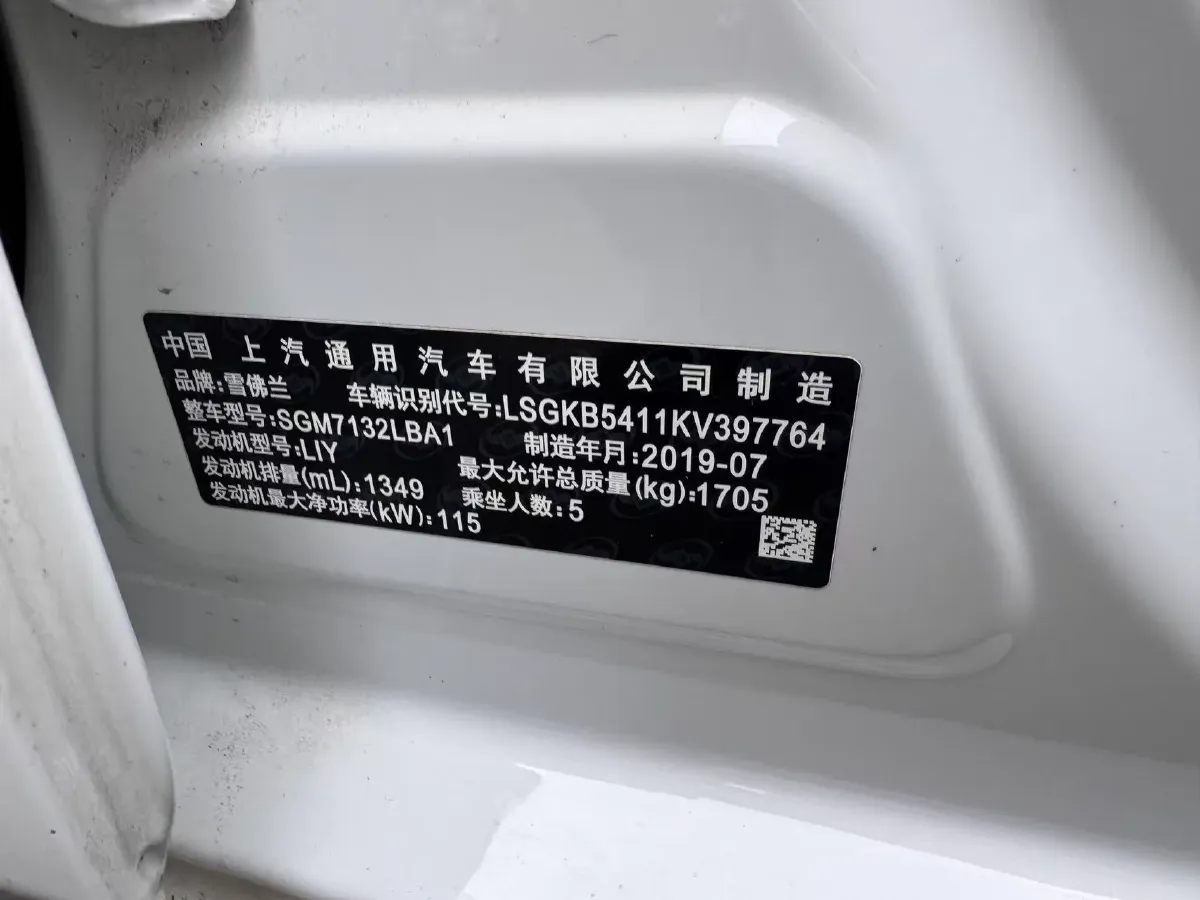 中国 上汽通用汽车有限公司制造
品牌:雪佛兰 车辆识别代号:LSGKB5411KV397764
整车型号:SGM7132LBA1 制造年月:2019-07
发动机型号:LIY 最大允许总质量(kg):1705
发动机排量(mL):1349 乘坐人数:5
发动机最大净功率(kW):115